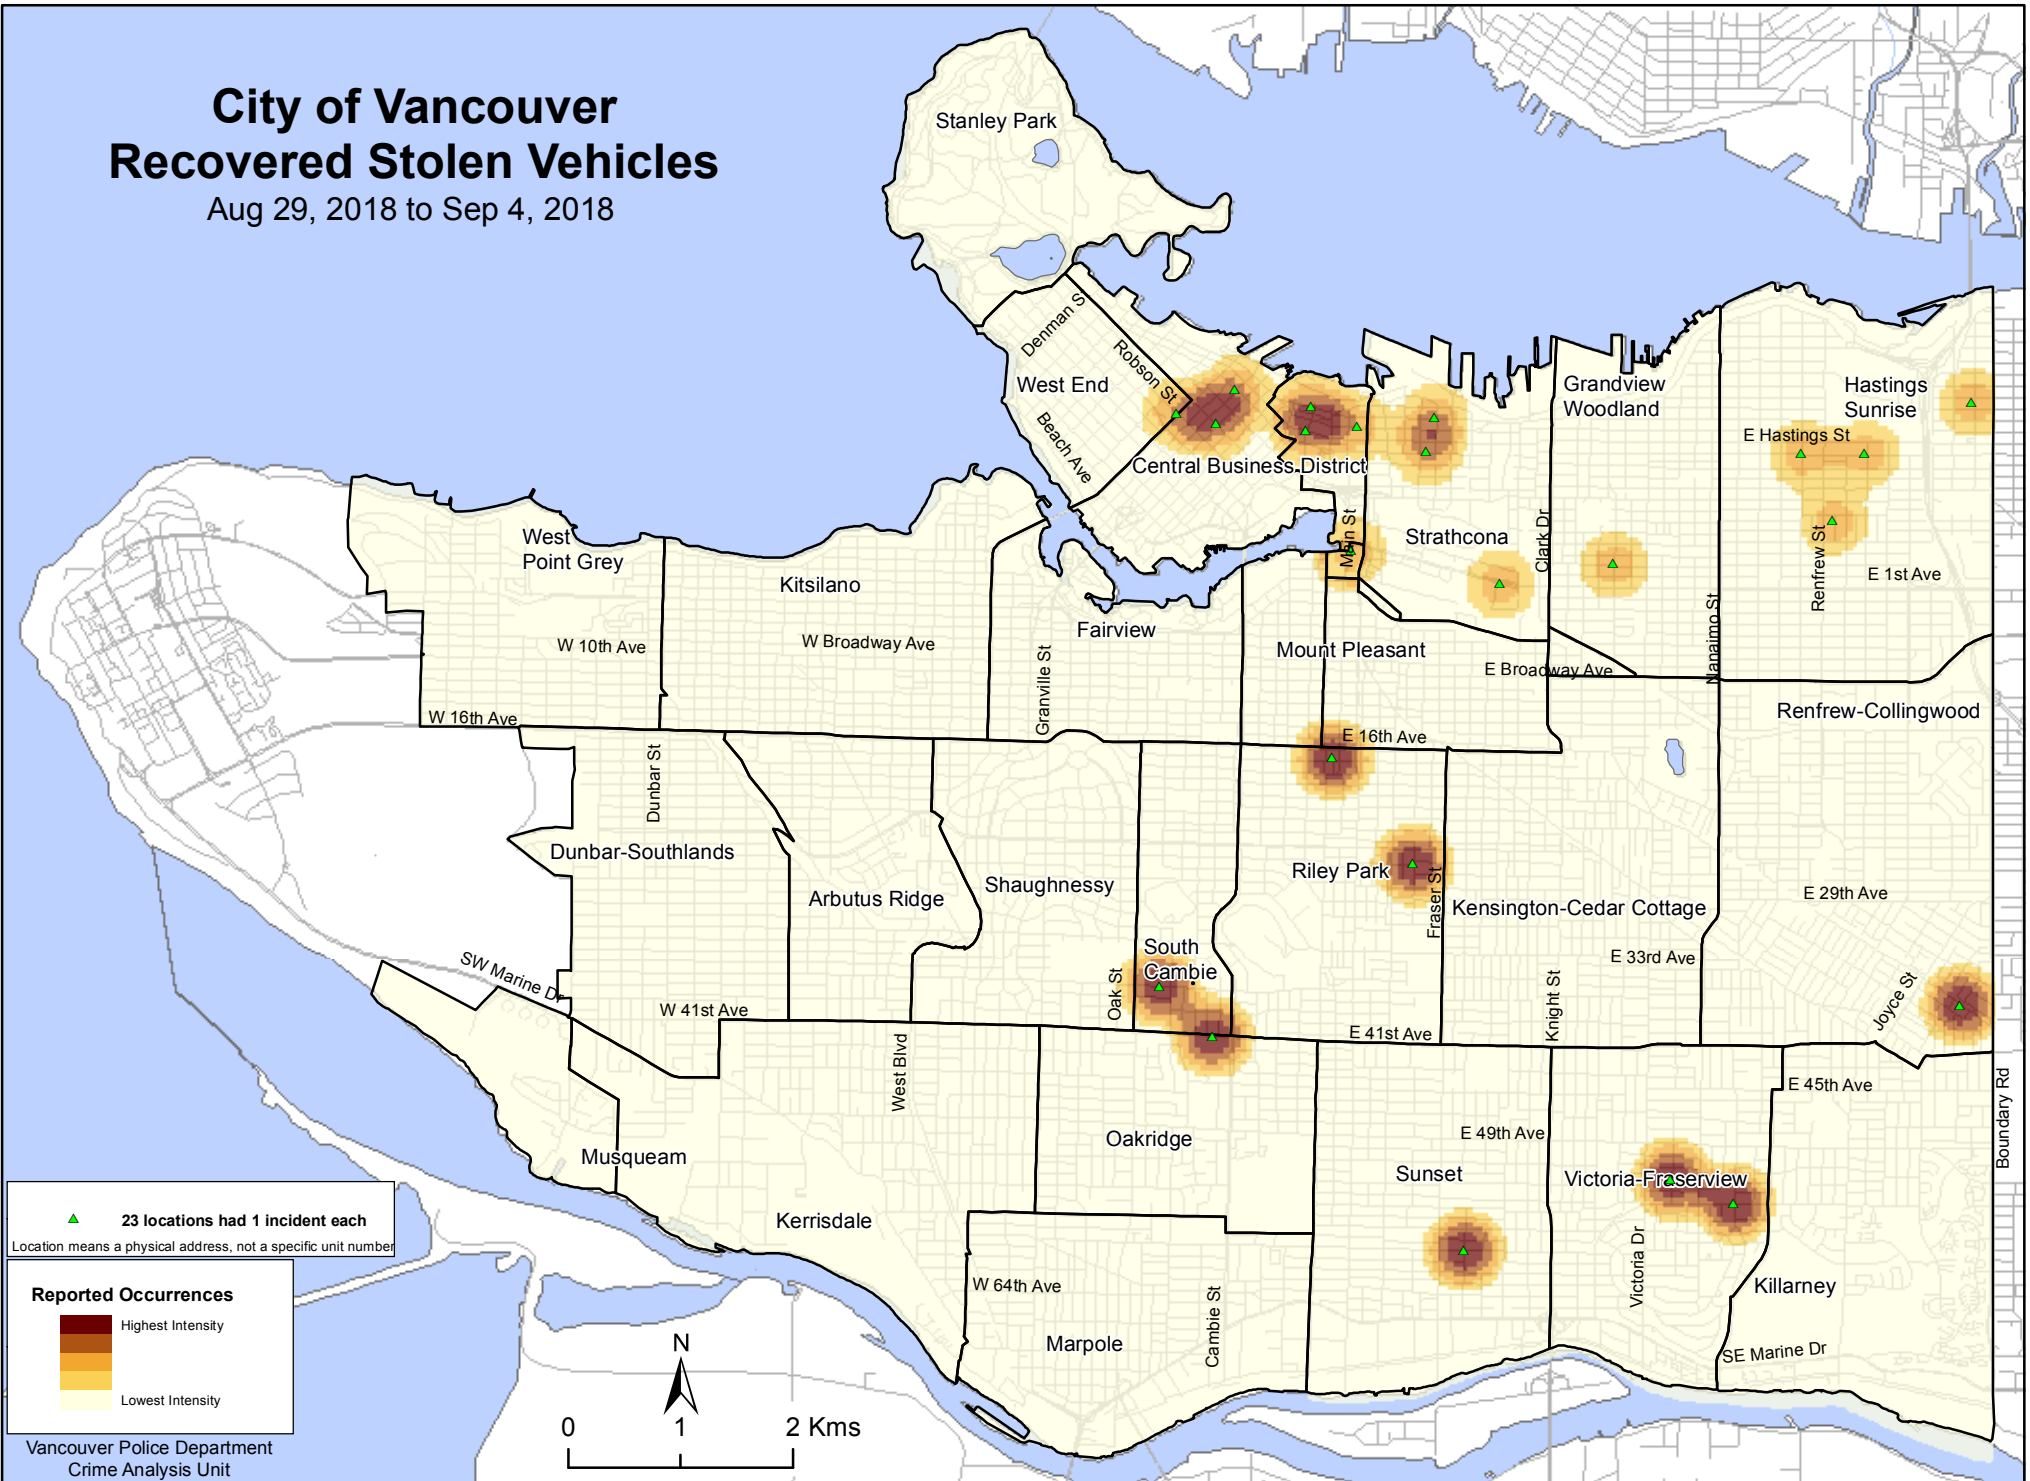 City of Vancouver
Recovered Stolen Vehicles
Aug 29, 2018 to Sep 4, 2018
Stanley Park
Denman S
Robson St
West End
Beach Ave
Central Business District
Grandview
Woodland
Hastings
Sunrise
E Hastings St
Main St
Strathcona
Clark Dr
Renfrew St
E 1st Ave
Nanaimo St
West
Point Grey
Kitsilano
W 10th Ave
W Broadway Ave
Fairview
Granville St
Mount Pleasant
E Broadway Ave
Renfrew-Collingwood
W 16th Ave
E 16th Ave
Dunbar St
Dunbar-Southlands
Arbutus Ridge
Shaughnessy
Riley Park
Fraser St
Kensington-Cedar Cottage
E 29th Ave
South
Cambie
Oak St
E 33rd Ave
SW Marine Dr
W 41st Ave
E 41st Ave
Knight St
Joyce St
West Blvd
E 45th Ave
Boundary Rd
E 49th Ave
Oakridge
Musqueam
Sunset
Victoria-Fraserview
Kerrisdale
Victoria Dr
Killarney
W 64th Ave
Cambie St
Marpole
SE Marine Dr
23 locations had 1 incident each
Location means a physical address, not a specific unit number
Reported Occurrences
Highest Intensity
Lowest Intensity
N
0 1 2 Kms
Vancouver Police Department
Crime Analysis Unit